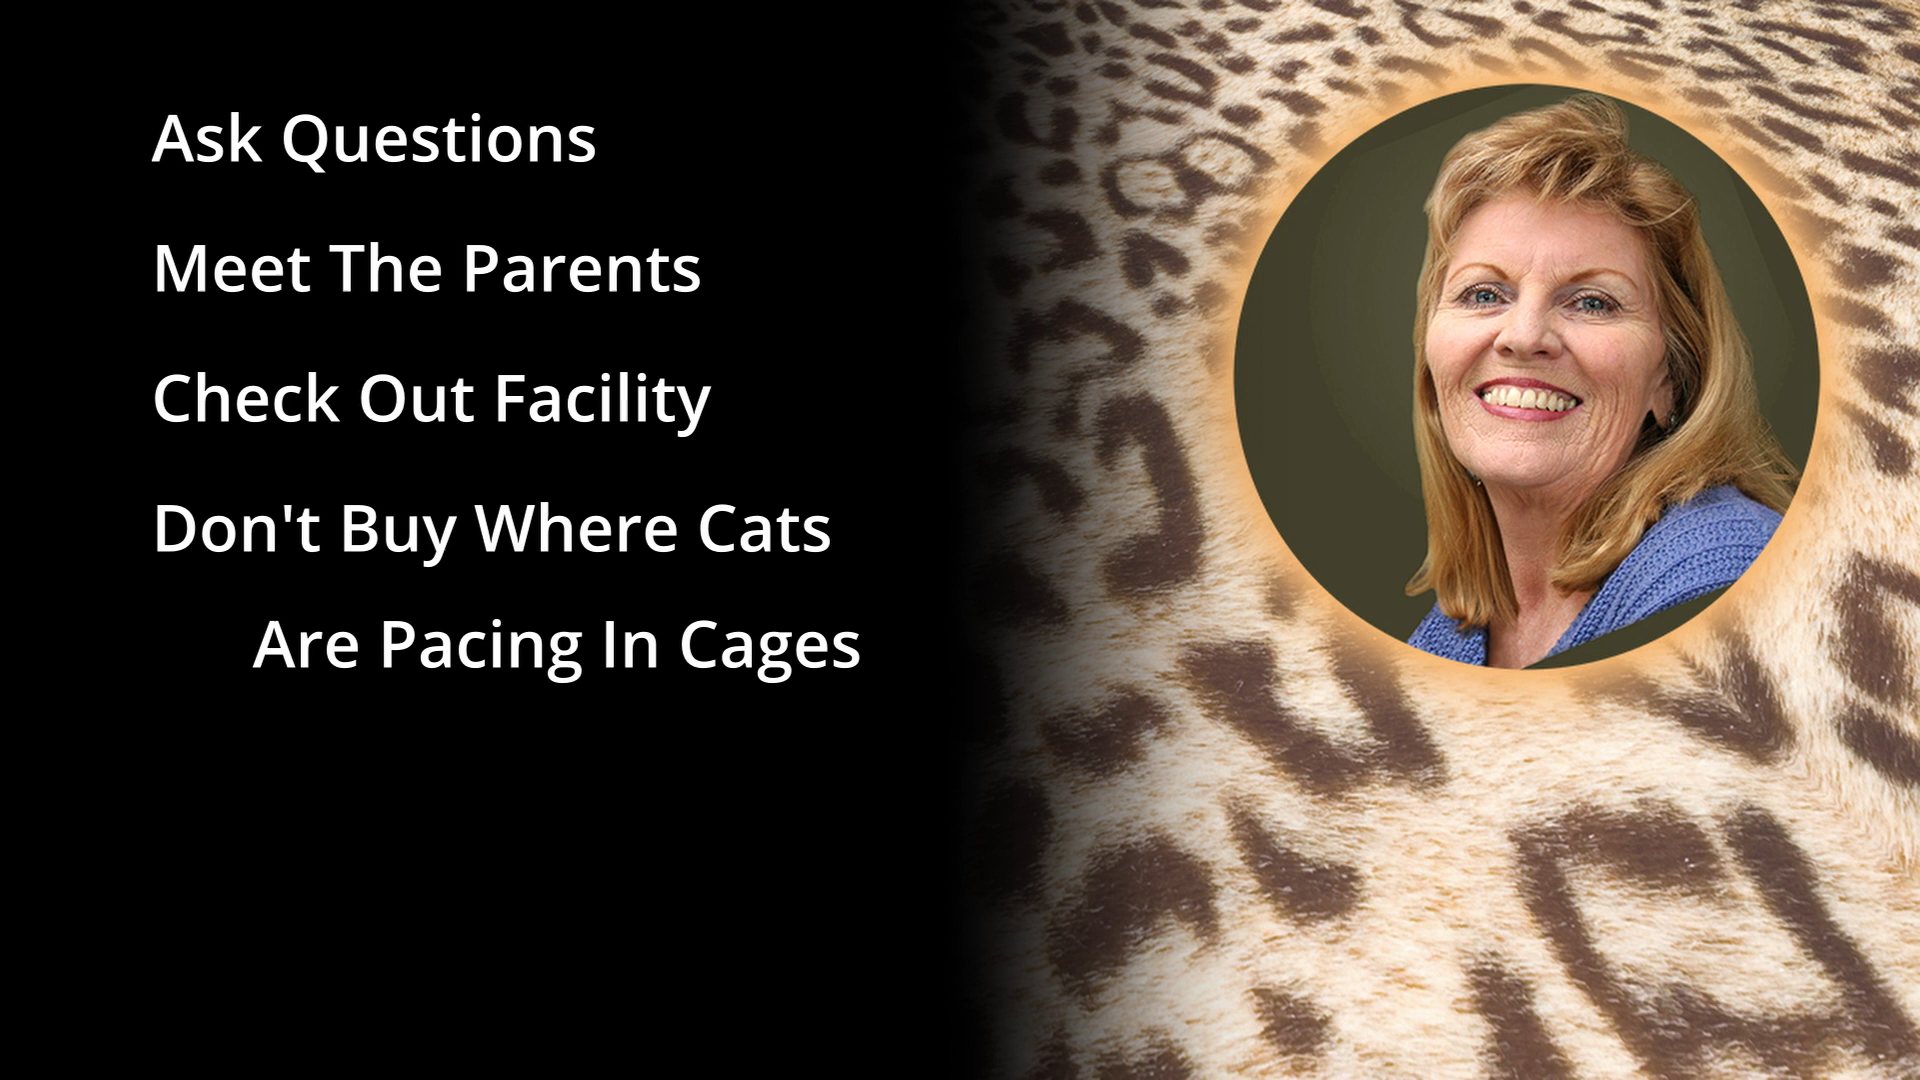 Ask Questions
Meet The Parents
Check Out Facility
Don't Buy Where Cats
Are Pacing In Cages